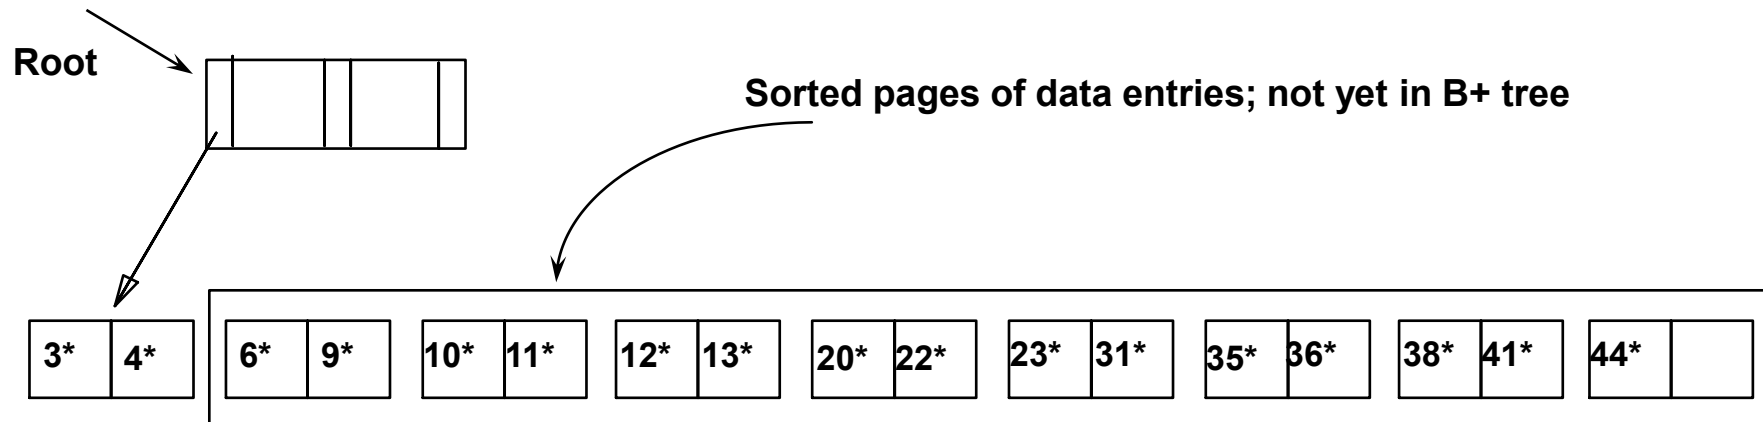 Root
Sorted pages of data entries; not yet in B+ tree
3* 4* 6* 9* 10* 11* 12* 13* 20* 22* 23* 31* 35* 36* 38* 41* 44*